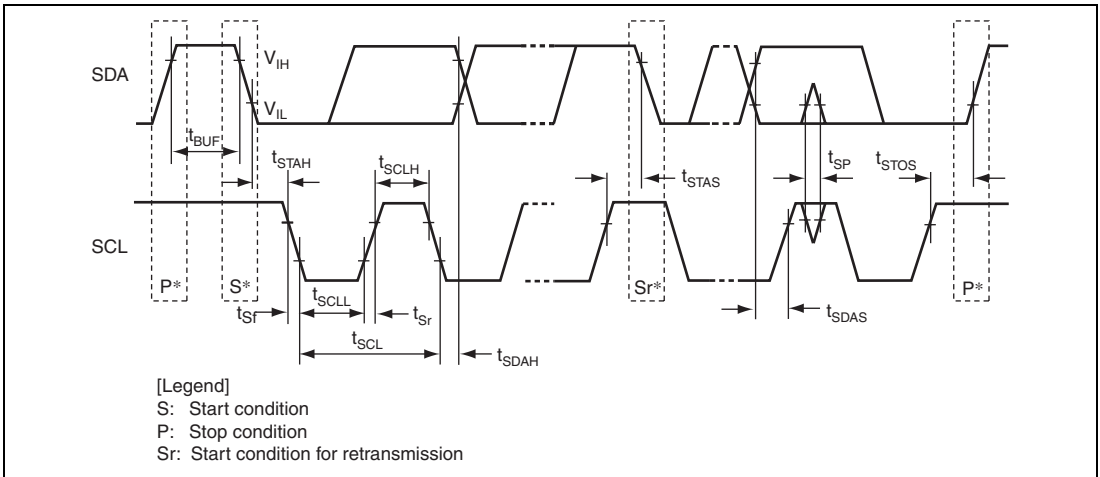 SDA
V_IH
V_IL
t_BUF
t_STAH
t_SCLH
t_STAS
t_SP
t_STOS
SCL
P*
S*
Sr*
P*
t_Sf
t_SCLL
t_Sr
t_SCL
t_SDAH
t_SDAS
[Legend]
S: Start condition
P: Stop condition
Sr: Start condition for retransmission